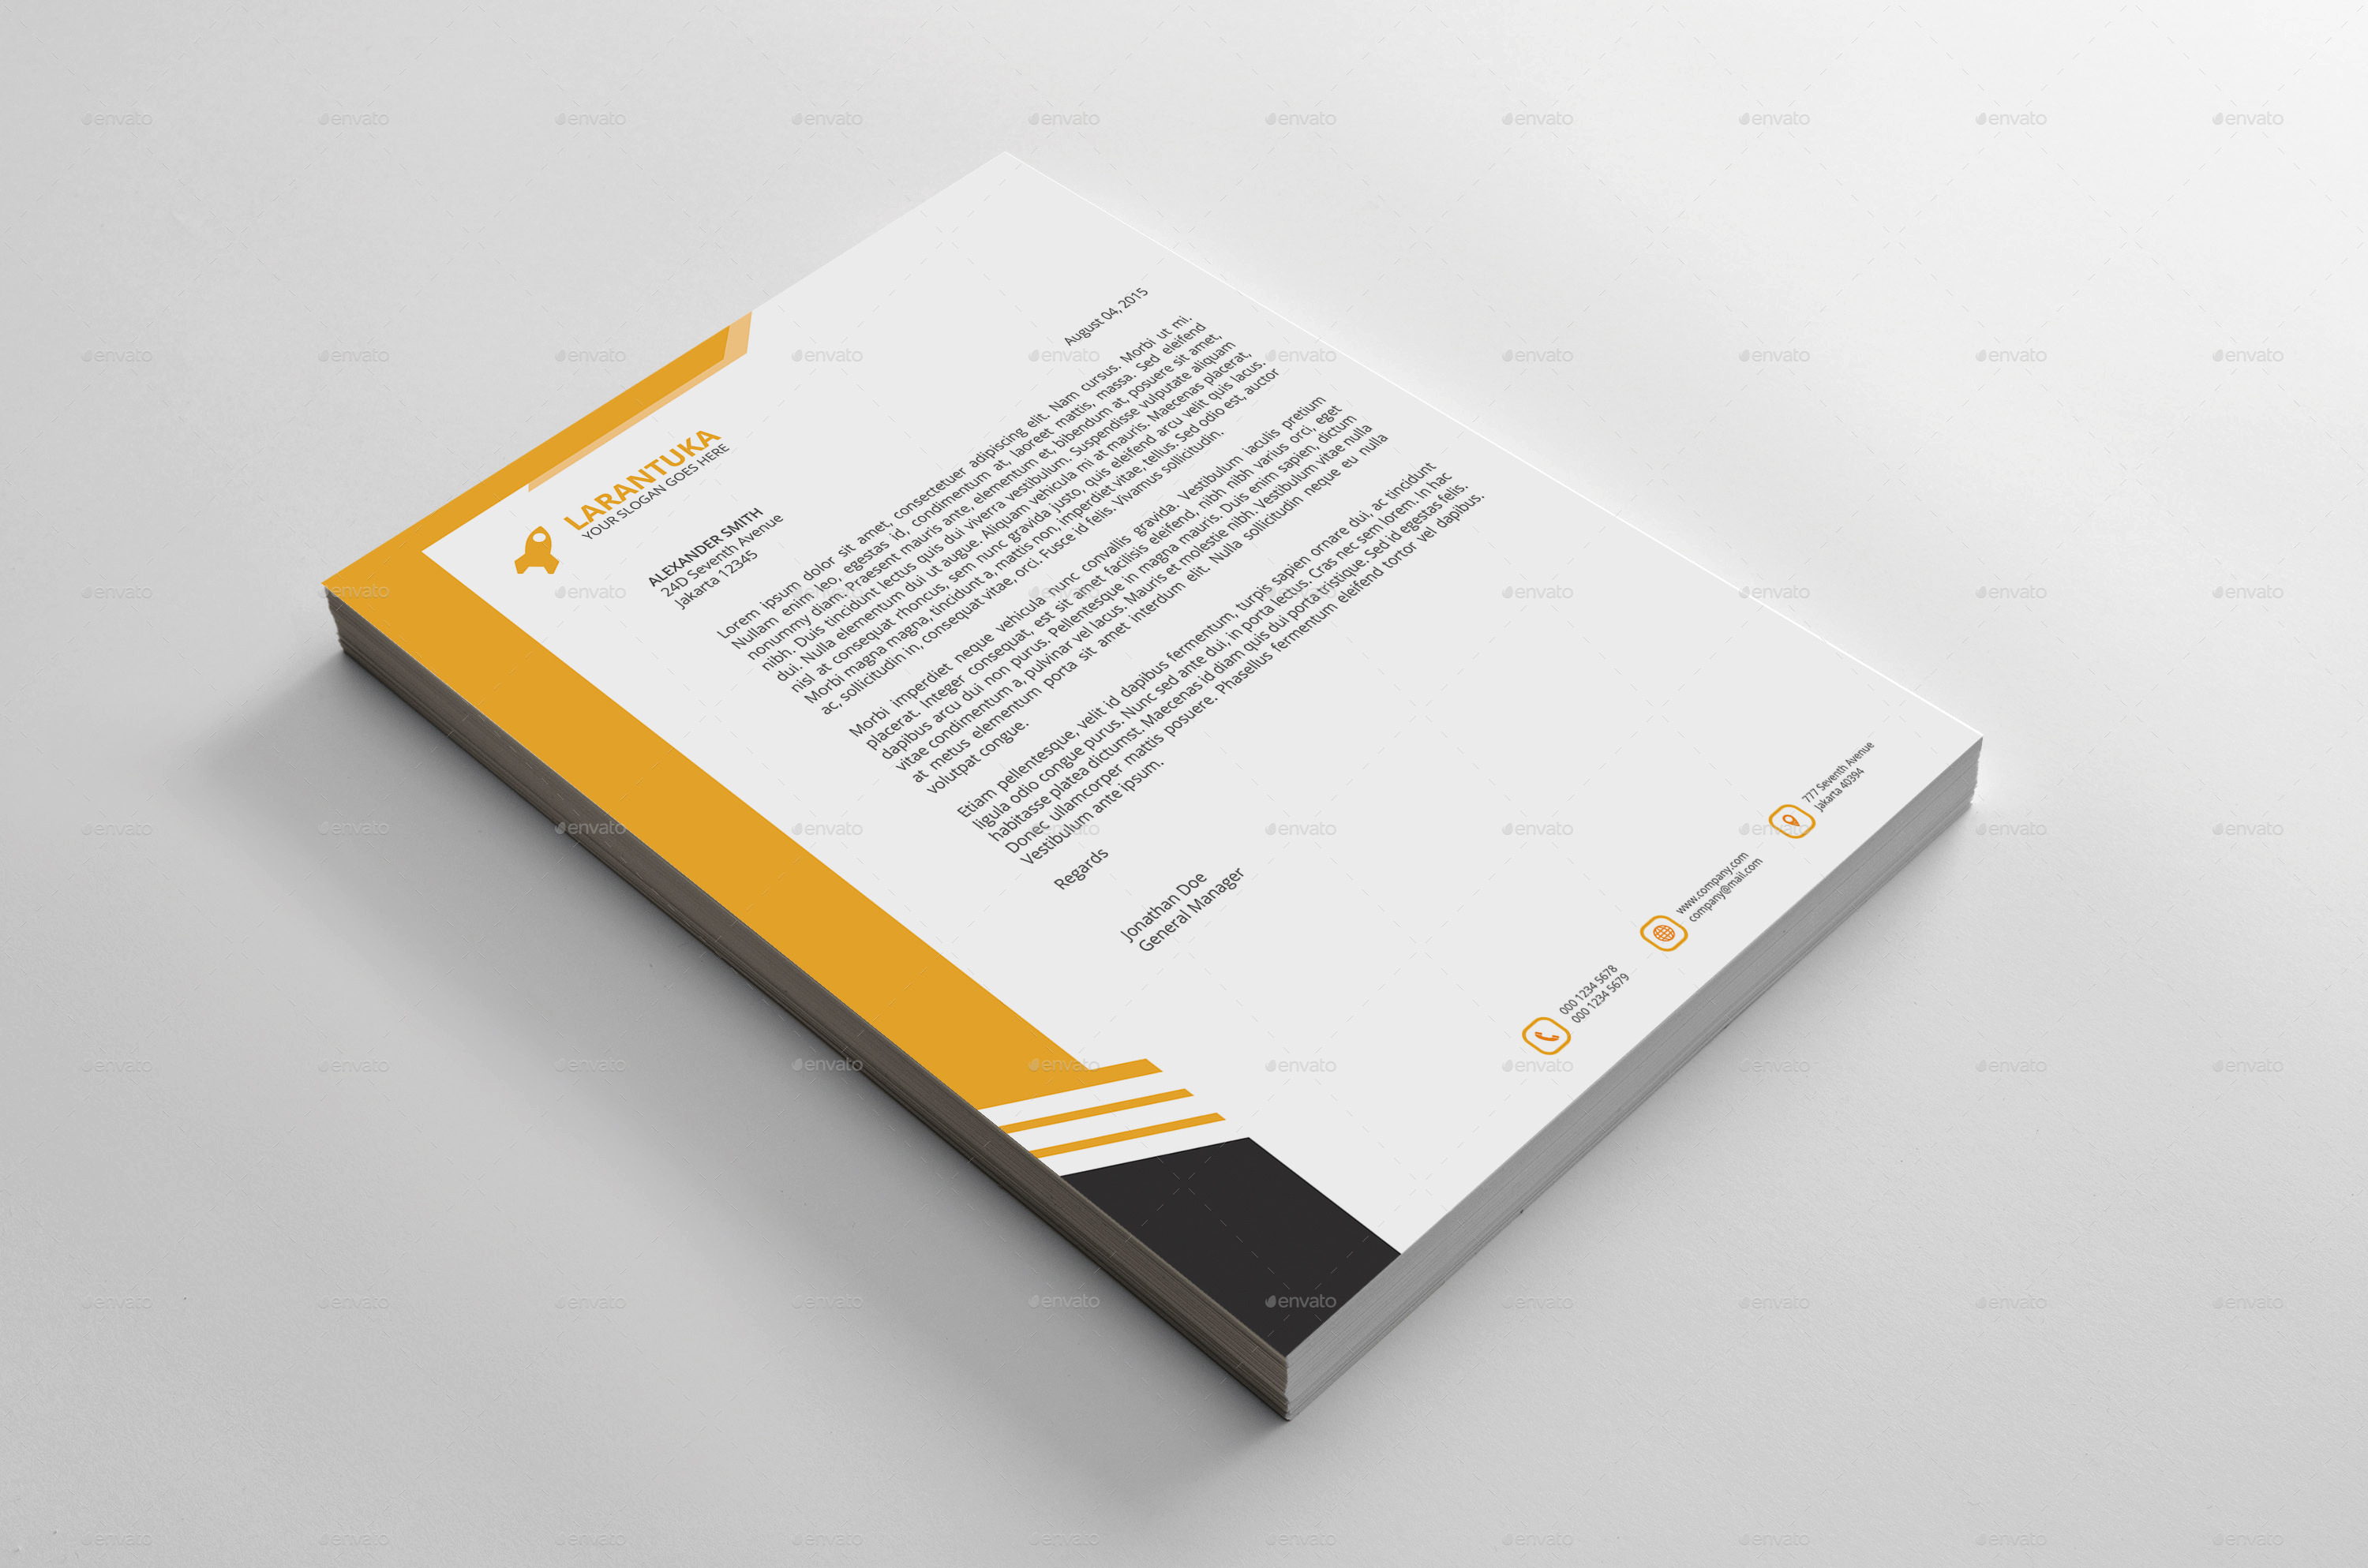 LARANTUKA
YOUR SLOGAN GOES HERE
August 04, 2015
ALEXANDER SMITH
24D Seventh Avenue
Jakarta 12345
Lorem ipsum dolor sit amet, consectetuer adipiscing elit. Nam cursus. Morbi ut mi.
Nullam enim leo, egestas id, condimentum at, laoreet mattis, massa. Sed eleifend
nonummy diam. Praesent mauris ante, elementum et, bibendum at, posuere sit amet,
nibh. Duis tincidunt lectus quis dui viverra vestibulum. Suspendisse vulputate aliquam
dui. Nulla elementum dui ut augue. Aliquam vehicula mi at mauris. Maecenas placerat,
nisl at consequat rhoncus, sem nunc gravida justo, quis eleifend arcu velit quis lacus.
Morbi magna magna, tincidunt a, mattis non, imperdiet vitae, tellus. Sed odio est, auctor
ac, sollicitudin in, consequat vitae, orci. Fusce id felis. Vivamus sollicitudin.
Morbi imperdiet neque vehicula nunc convallis gravida. Vestibulum iaculis pretium
placerat. Integer consequat, est sit amet facilisis eleifend, nibh nibh varius orci, eget
dapibus arcu dui non purus. Pellentesque in magna mauris. Duis enim sapien, dictum
vitae condimentum a, pulvinar vel lacus. Mauris et molestie nibh. Vestibulum vitae nulla
at metus elementum porta sit amet interdum elit. Nulla sollicitudin neque eu nulla
volutpat congue.
Etiam pellentesque, velit id dapibus fermentum, turpis sapien ornare dui, ac tincidunt
ligula odio congue purus. Nunc sed ante dui, in porta lectus. Cras nec sem lorem. In hac
habitasse platea dictumst. Maecenas id diam quis dui porta tristique. Sed id egestas felis.
Donec ullamcorper mattis posuere. Phasellus fermentum eleifend tortor vel dapibus.
Vestibulum ante ipsum.
Regards
Jonathan Doe
General Manager
000 1234 5678
000 1234 5679
www.company.com
company@mail.com
777 Seventh Avenue
Jakarta 40394
envato